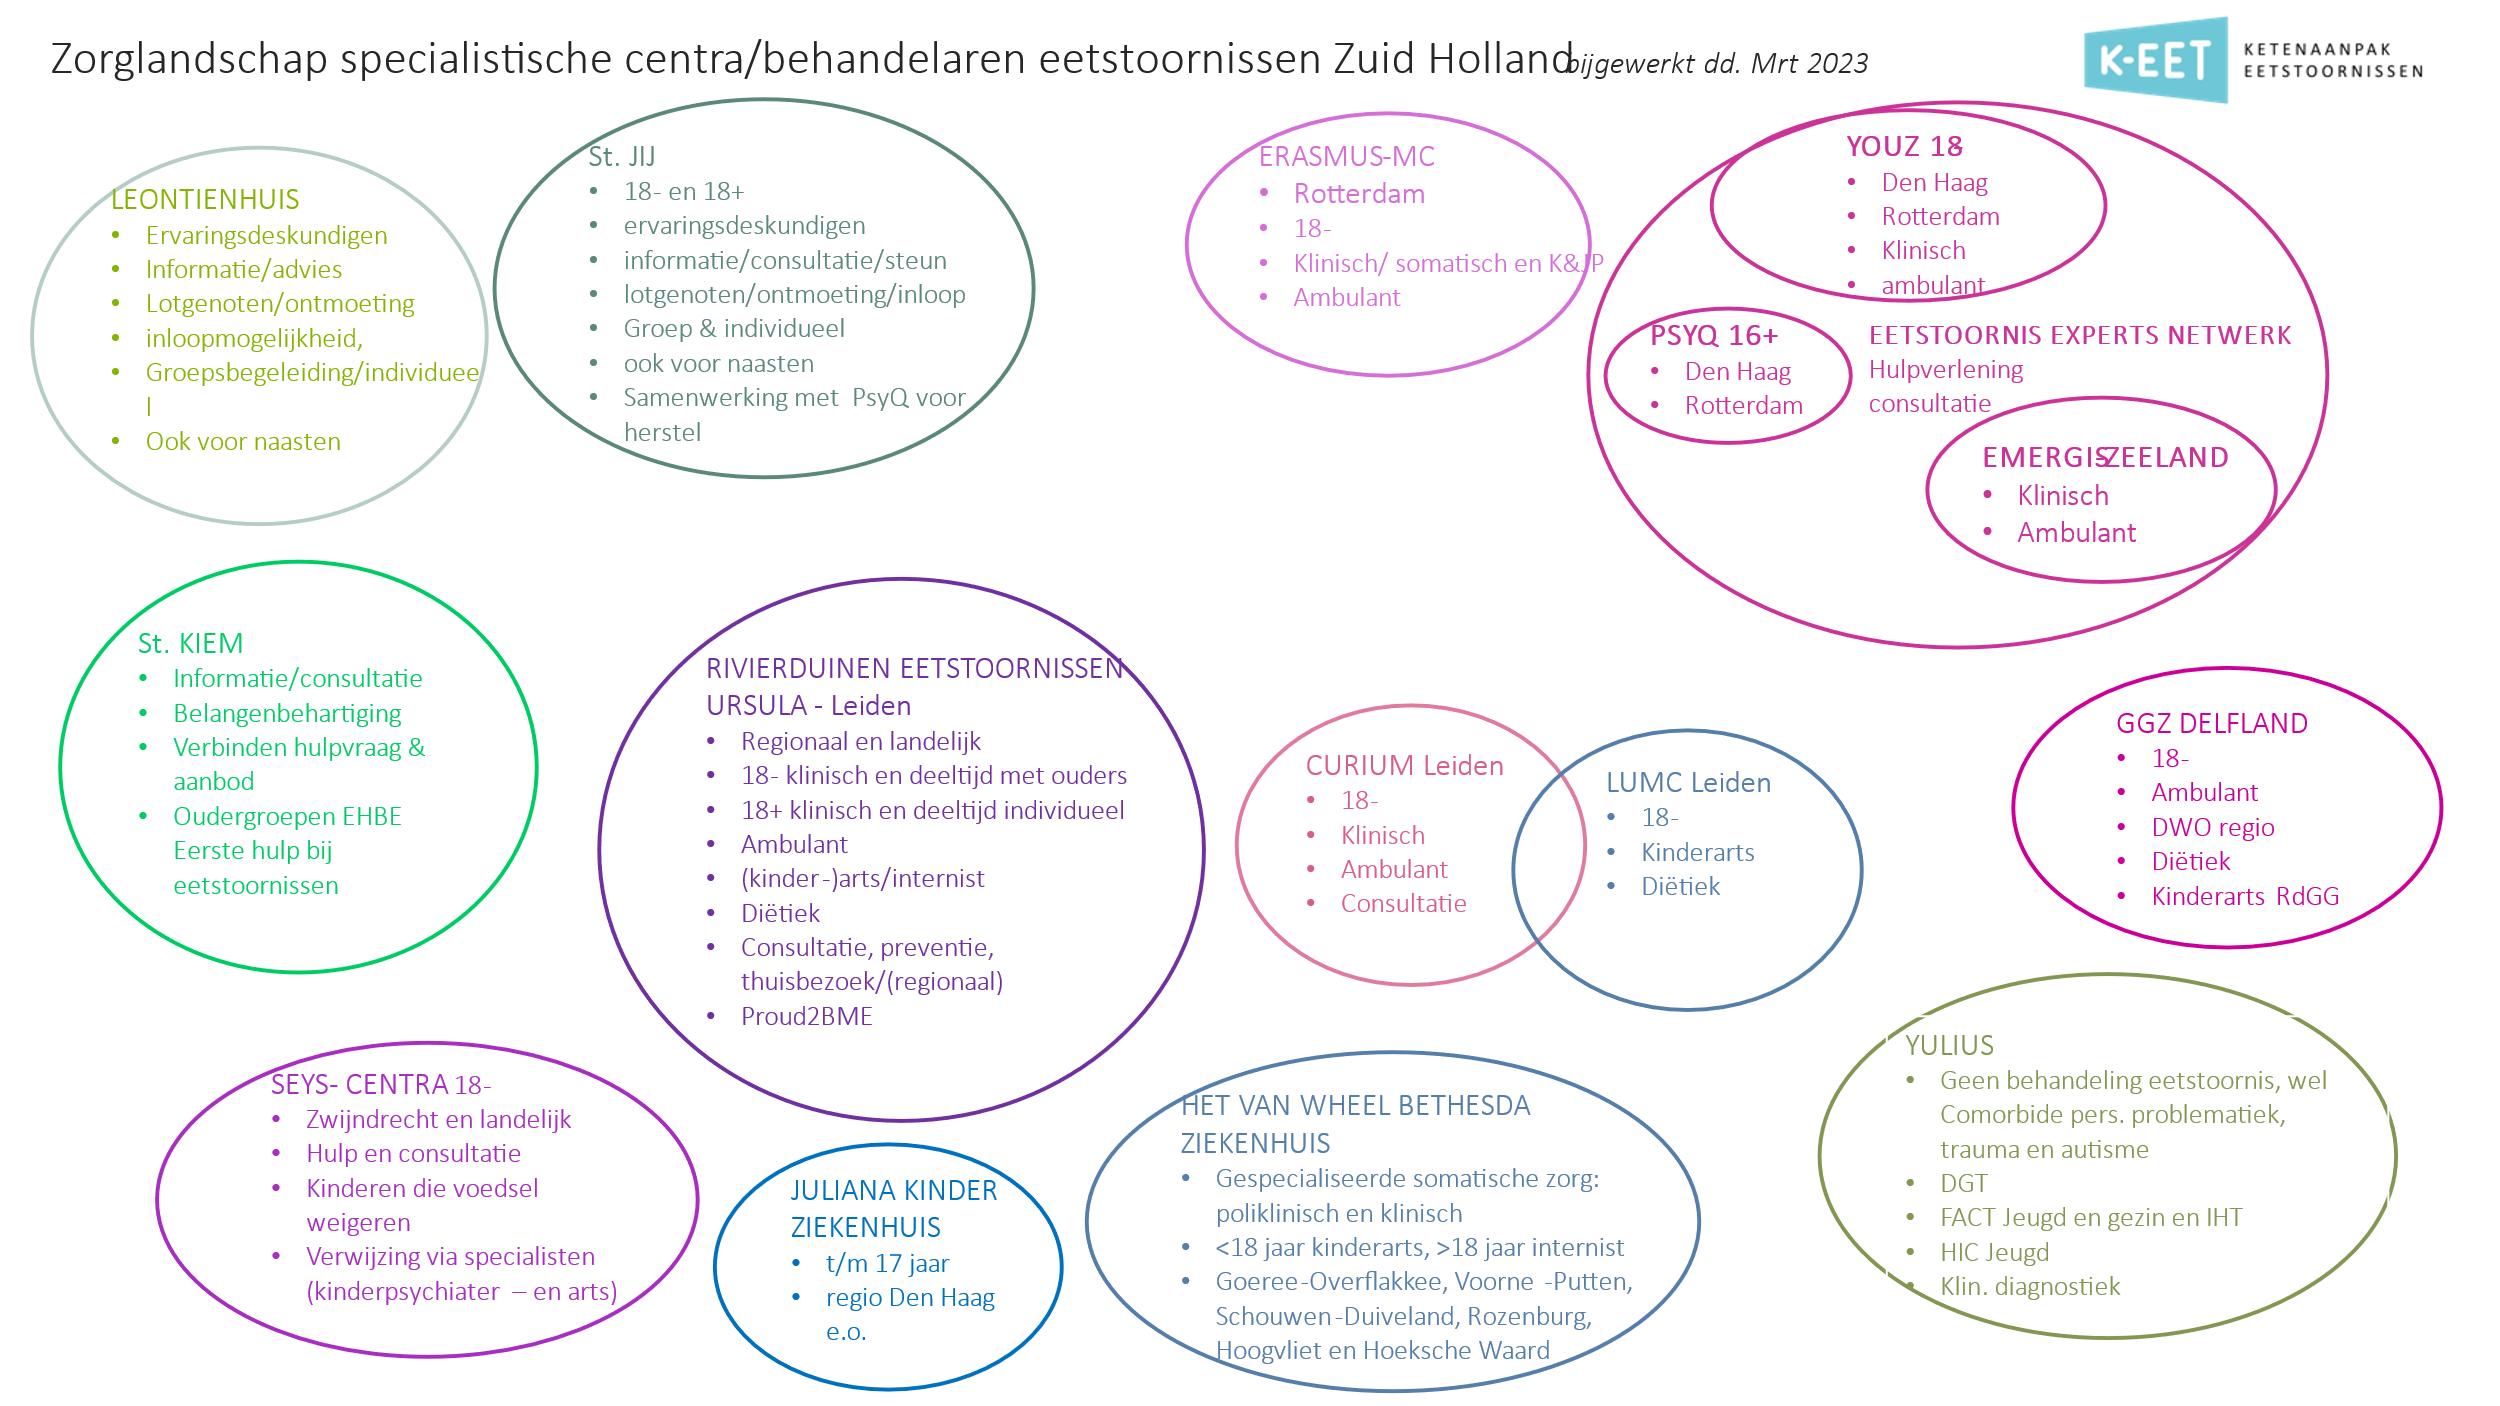 Zorglandschap specialistische centra/behandelaren eetstoornissen Zuid Holland
bijgewerkt dd. Mrt 2023
K-EET
KETENAANPAK
EETSTOORNISSEN
LEONTIENHUIS
• Ervaringsdeskundigen
• Informatie/advies
• Lotgenoten/ontmoeting
• inloopmogelijkheid,
• Groepsbegeleiding/individuee
l
• Ook voor naasten
St. JIJ
• 18- en 18+
• ervaringsdeskundigen
• informatie/consultatie/steun
• lotgenoten/ontmoeting/inloop
• Groep & individueel
• ook voor naasten
• Samenwerking met PsyQ voor
herstel
ERASMUS-MC
• Rotterdam
• 18-
• Klinisch/ somatisch en K&JP
• Ambulant
YOUZ 18-
• Den Haag
• Rotterdam
• Klinisch
• ambulant
PSYQ 16+
• Den Haag
• Rotterdam
EETSTOORNIS EXPERTS NETWERK
Hulpverlening
consultatie
EMERGIS-ZEELAND
• Klinisch
• Ambulant
St. KIEM
• Informatie/consultatie
• Belangenbehartiging
• Verbinden hulpvraag &
aanbod
• Oudergroepen EHBE
Eerste hulp bij
eetstoornissen
RIVIERDUINEN EETSTOORNISSEN
URSULA - Leiden
• Regionaal en landelijk
• 18- klinisch en deeltijd met ouders
• 18+ klinisch en deeltijd individueel
• Ambulant
• (kinder-)arts/internist
• Diëtiek
• Consultatie, preventie,
thuisbezoek/(regionaal)
• Proud2BME
CURIUM Leiden
• 18-
• Klinisch
• Ambulant
• Consultatie
LUMC Leiden
• 18-
• Kinderarts
• Diëtiek
GGZ DELFLAND
• 18-
• Ambulant
• DWO regio
• Diëtiek
• Kinderarts RdGG
SEYS- CENTRA 18-
• Zwijndrecht en landelijk
• Hulp en consultatie
• Kinderen die voedsel
weigeren
• Verwijzing via specialisten
(kinderpsychiater – en arts)
JULIANA KINDER
ZIEKENHUIS
• t/m 17 jaar
• regio Den Haag
e.o.
HET VAN WHEEL BETHESDA
ZIEKENHUIS
• Gespecialiseerde somatische zorg:
poliklinisch en klinisch
• <18 jaar kinderarts, >18 jaar internist
• Goeree-Overflakkee, Voorne -Putten,
Schouwen-Duiveland, Rozenburg,
Hoogvliet en Hoeksche Waard
YULIUS
• Geen behandeling eetstoornis, wel
Comorbide pers. problematiek,
trauma en autisme
• DGT
• FACT Jeugd en gezin en IHT
• HIC Jeugd
• Klin. diagnostiek